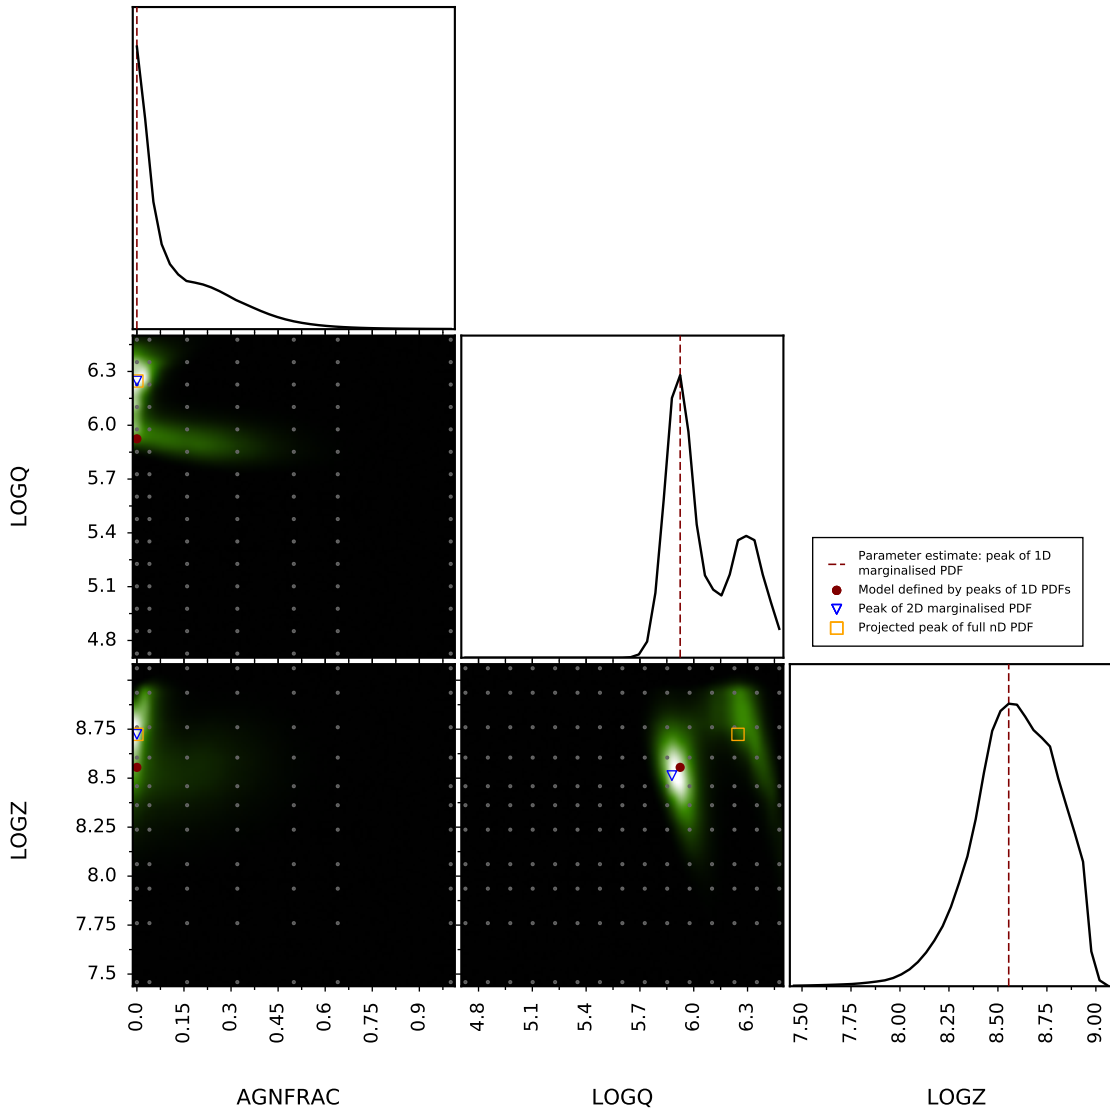 LOGQ
6.3
6.0
5.7
5.4
5.1
4.8
Parameter estimate: peak of 1D
marginalised PDF
Model defined by peaks of 1D PDFs
Peak of 2D marginalised PDF
Projected peak of full nD PDF
LOGZ
8.75
8.5
8.25
8.0
7.75
7.5
0.0 0.15 0.3 0.45 0.6 0.75 0.9
4.8 5.1 5.4 5.7 6.0 6.3
7.50 7.75 8.00 8.25 8.50 8.75 9.00
AGNFRAC
LOGQ
LOGZ